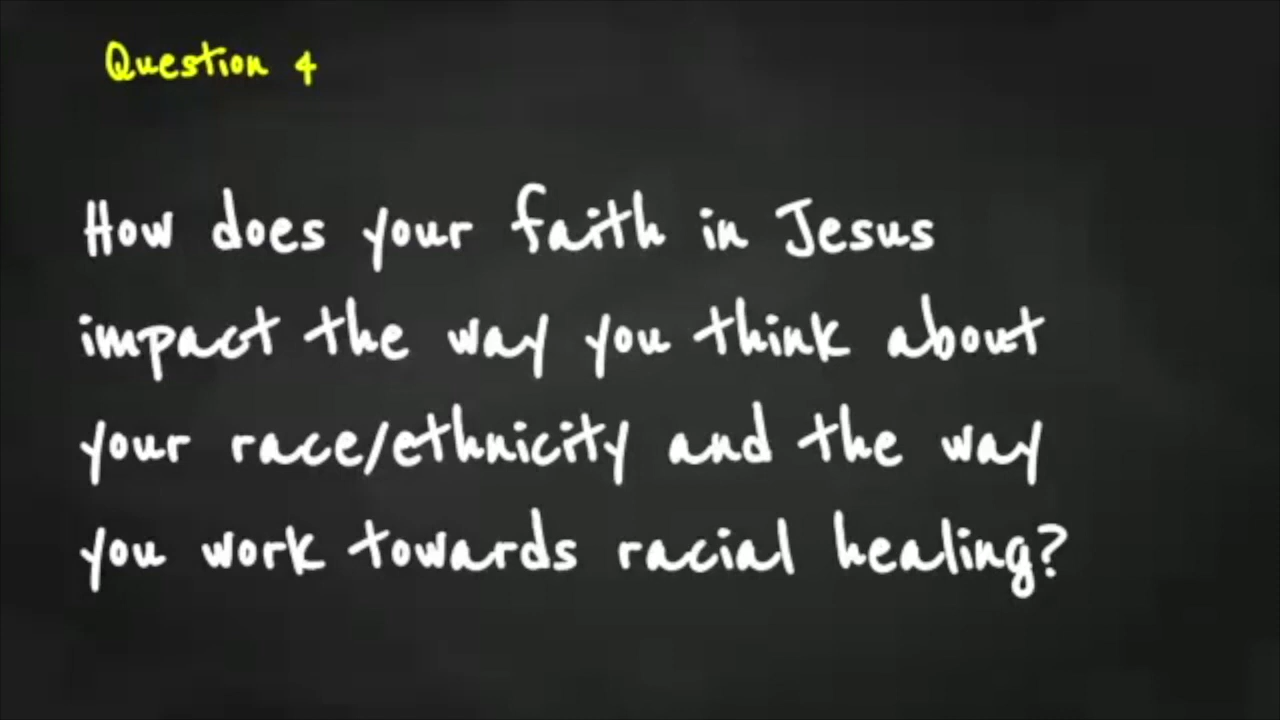 Question 4
How does your faith in Jesus
impact the way you think about
your race/ethnicity and the way
you work towards racial healing?